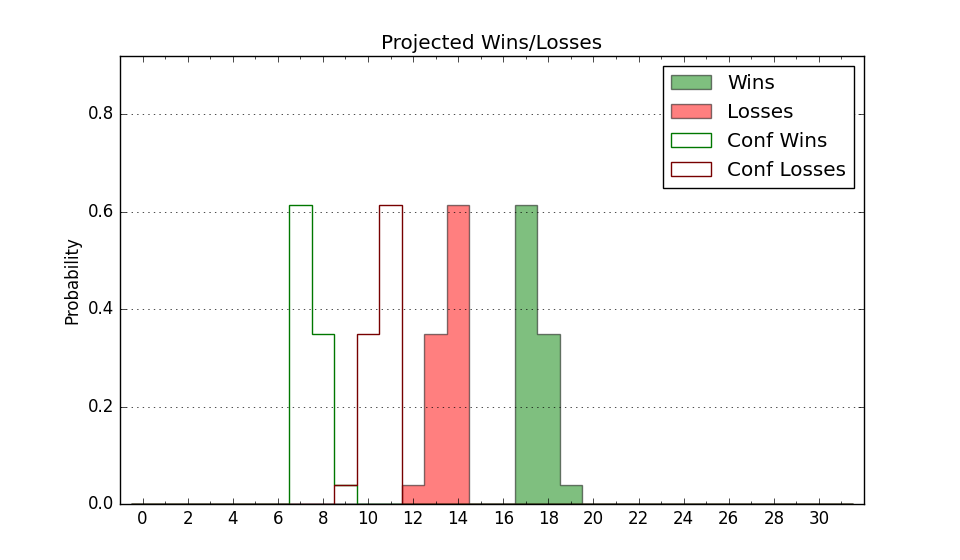 Projected Wins/Losses
Wins
Losses
Conf Wins
Conf Losses
Probability
0.8
0.6
0.4
0.2
0.0
0 2 4 6 8 10 12 14 16 18 20 22 24 26 28 30